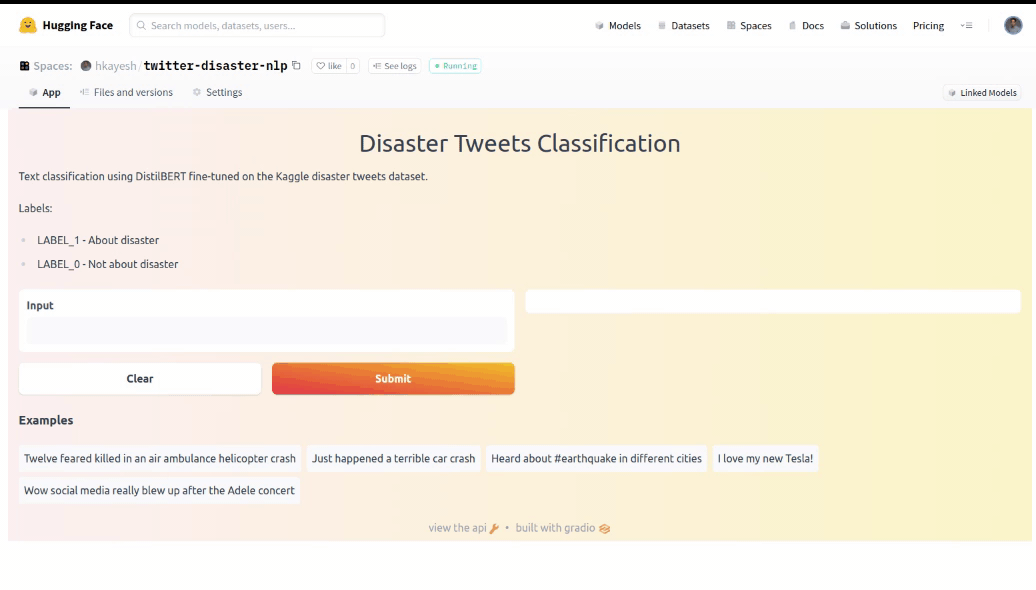 Hugging Face Search models, datasets, users... Models Datasets Spaces Docs Solutions Pricing
Spaces: hkayesh/twitter-disaster-nlp like 0 See logs Running
App Files and versions Settings Linked Models
Disaster Tweets Classification
Text classification using DistilBERT fine-tuned on the Kaggle disaster tweets dataset.
Labels:
• LABEL_1 - About disaster
• LABEL_0 - Not about disaster
Input
Clear Submit
Examples
Twelve feared killed in an air ambulance helicopter crash Just happened a terrible car crash Heard about #earthquake in different cities I love my new Tesla!
Wow social media really blew up after the Adele concert
view the api • built with gradio